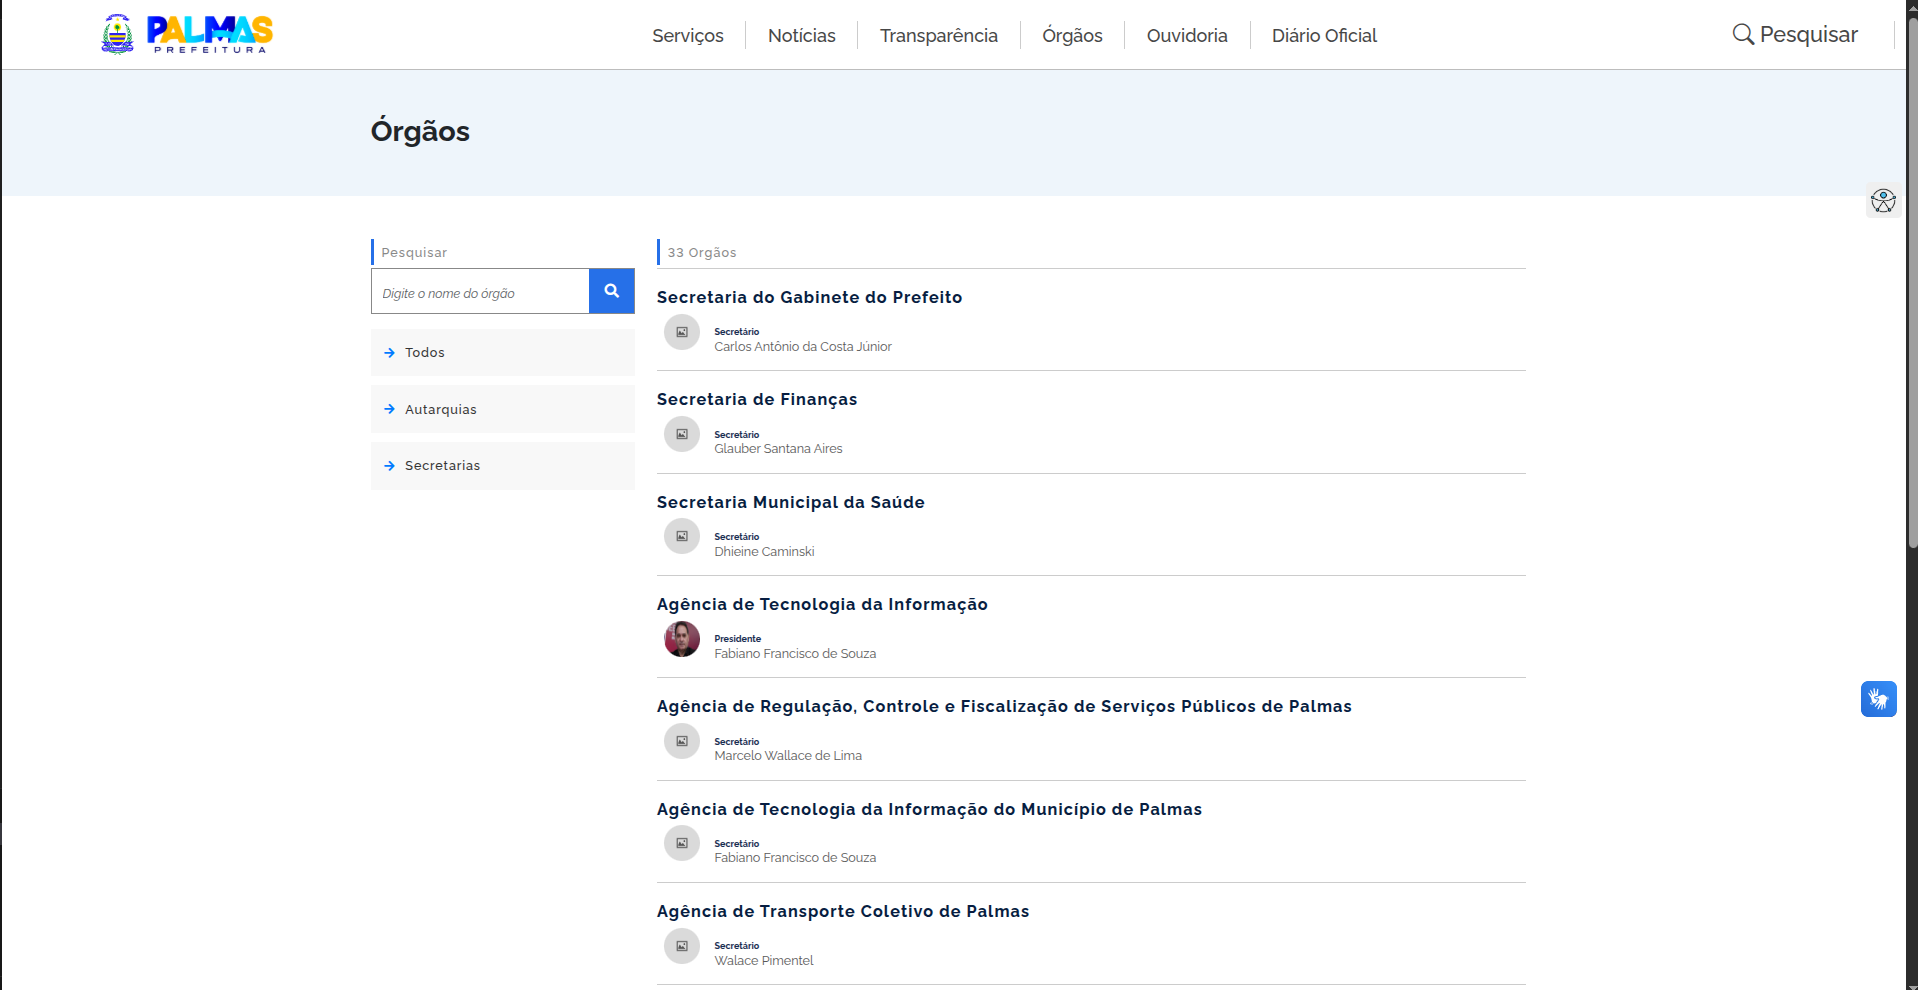 PALMAS
PREFEITURA
Serviços
Notícias
Transparência
Órgãos
Ouvidoria
Diário Oficial
Pesquisar
Órgãos
Pesquisar
Digite o nome do órgão
Todos
Autarquias
Secretarias
33 Orgãos
Secretaria do Gabinete do Prefeito
Secretário
Carlos Antônio da Costa Júnior
Secretaria de Finanças
Secretário
Glauber Santana Aires
Secretaria Municipal da Saúde
Secretário
Dhieine Caminski
Agência de Tecnologia da Informação
Presidente
Fabiano Francisco de Souza
Agência de Regulação, Controle e Fiscalização de Serviços Públicos de Palmas
Secretário
Marcelo Wallace de Lima
Agência de Tecnologia da Informação do Município de Palmas
Secretário
Fabiano Francisco de Souza
Agência de Transporte Coletivo de Palmas
Secretário
Walace Pimentel